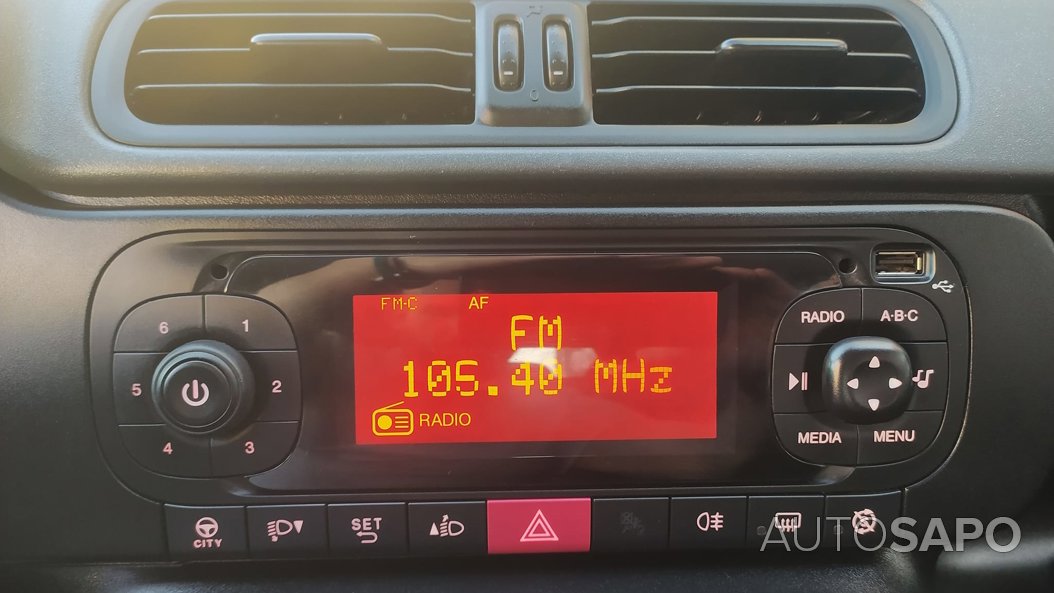 FM-C AF
FM
105.40 MHz
RADIO
6 1
5 2
4 3
RADIO A·B·C
MEDIA MENU
CITY
SET
0
AUTOSAPO